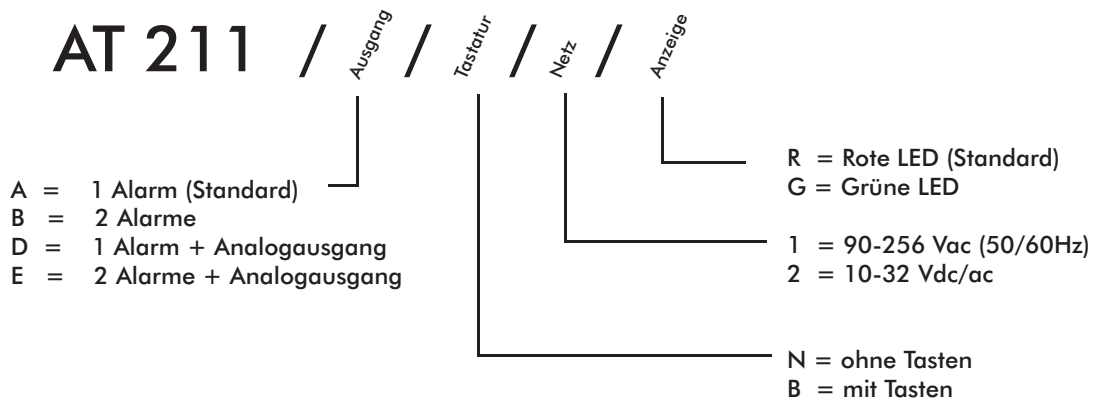 AT 211 / Ausgang / Tastatur / Netz / Anzeige
A = 1 Alarm (Standard)
B = 2 Alarme
D = 1 Alarm + Analogausgang
E = 2 Alarme + Analogausgang
R = Rote LED (Standard)
G = Grüne LED
1 = 90-256 Vac (50/60Hz)
2 = 10-32 Vdc/ac
N = ohne Tasten
B = mit Tasten